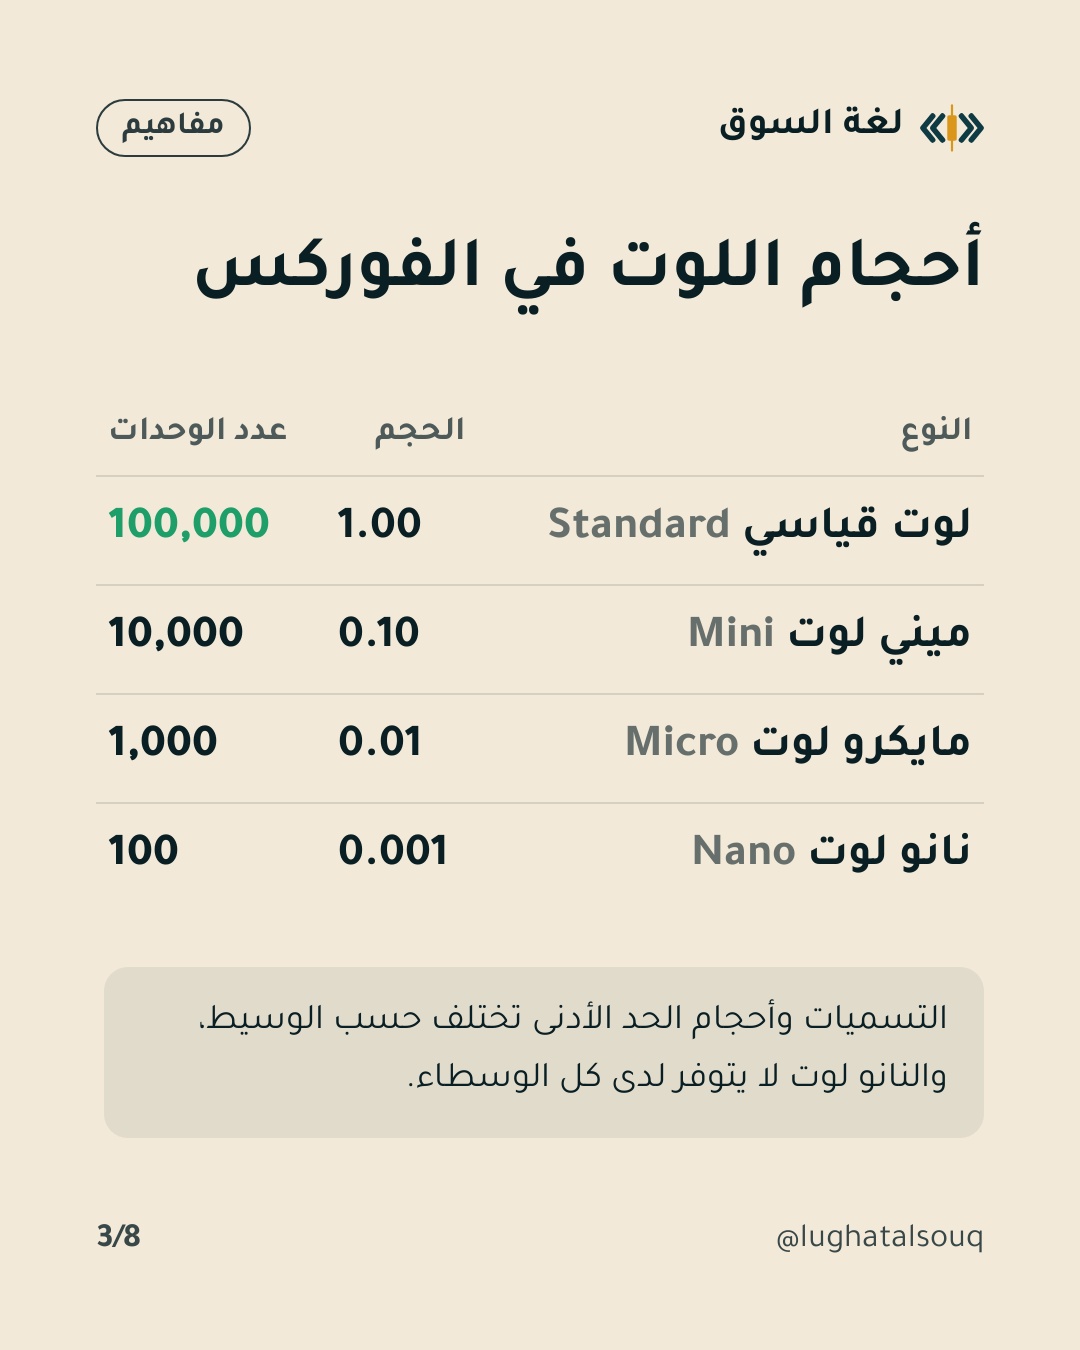 لغة السوق
مفاهيم
أحجام اللوت في الفوركس
النوع الحجم عدد الوحدات
لوت قياسي Standard 1.00 100,000
ميني لوت Mini 0.10 10,000
مايكرو لوت Micro 0.01 1,000
نانو لوت Nano 0.001 100
التسميات وأحجام الحد الأدنى تختلف حسب الوسيط،
والنانو لوت لا يتوفر لدى كل الوسطاء.
@lughatalsouq
3/8